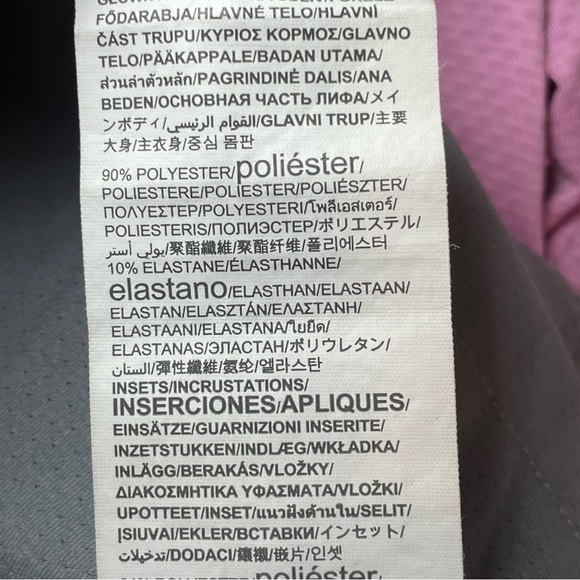 FŐDARABJA/HLAVNÉ TELO/HLAVNÍ
ČÁST TRUPU/ΚΥΡΙΟΣ ΚΟΡΜΟΣ/GLAVNO
TELO/PÄÄKAPPALE/BADAN UTAMA/
ส่วนลำตัวหลัก/PAGRINDINĖ DALIS/ANA
BEDEN/ОСНОВНАЯ ЧАСТЬ ЛИФА/メイ
ンボディ/القوام الرئيسي/GLAVNI TRUP/主要
大身/主衣身/중심 몸판
90% POLYESTER/poliéster/
POLIESTERE/POLIESTER/POLIÉSZTER/
ΠΟΛΥΕΣΤΕΡ/POLYESTERI/โพลีเอสเตอร์/
POLIESTERIS/ПОЛИЭСТЕР/ポリエステル/
بولي أستر/聚酯纖維/聚酯纤维/폴리에스터
10% ELASTANE/ÉLASTHANNE/
elastano/ELASTHAN/ELASTAAN/
ELASTAN/ELASZTÁN/ΕΛΑΣΤΑΝΗ/
ELASTAANI/ELASTANA/ใยยืด/
ELASTANAS/ЭЛАСТАН/ポリウレタン/
الستان/彈性纖維/氨纶/엘라스탄
INSETS/INCRUSTATIONS/
INSERCIONES/APLIQUES/
EINSÄTZE/GUARNIZIONI INSERITE/
INZETSTUKKEN/INDLÆG/WKŁADKA/
INLÄGG/BERAKÁS/VLOŽKY/
ΔΙΑΚΟΣΜΗΤΙΚΑ ΥΦΑΣΜΑΤΑ/VLOŽKI/
UPOTTEET/INSET/แนวฝังด้านใน/SELIT/
ĮSIUVAI/EKLER/ВСТАВКИ/インセット/
تدخيلات/DODACI/鑲襯/嵌片/인셋
poliéster/